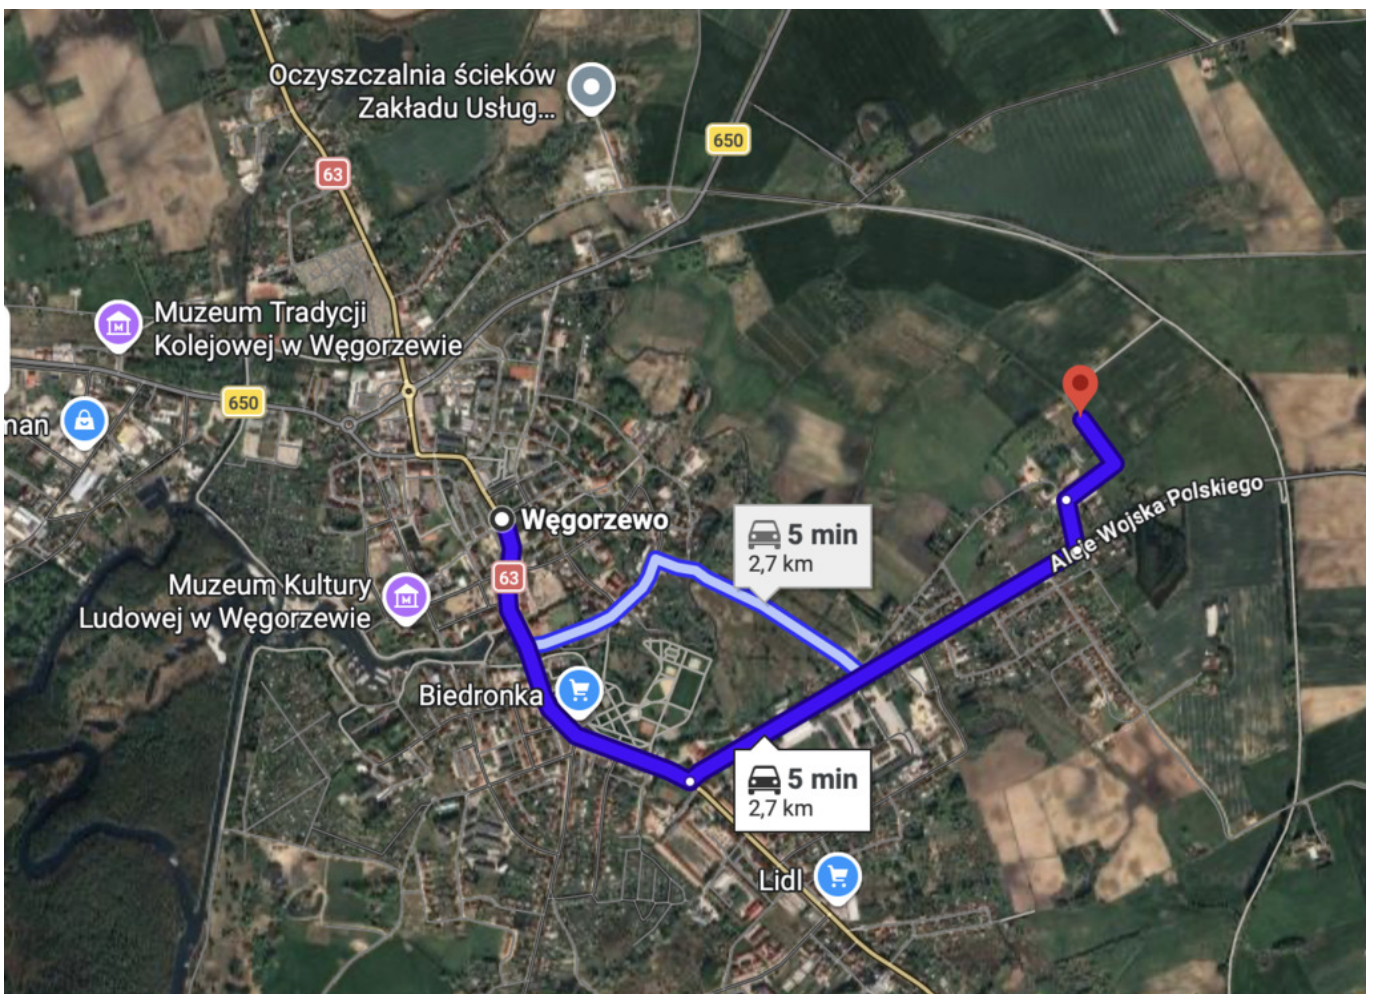 Oczyszczalnia ścieków
Zakładu Usług...
650
63
Muzeum Tradycji
Kolejowej w Węgorzewie
650
man
Węgorzewo
5 min
2,7 km
Aleje Wojska Polskiego
63
Muzeum Kultury
Ludowej w Węgorzewie
Biedronka
5 min
2,7 km
Lidl